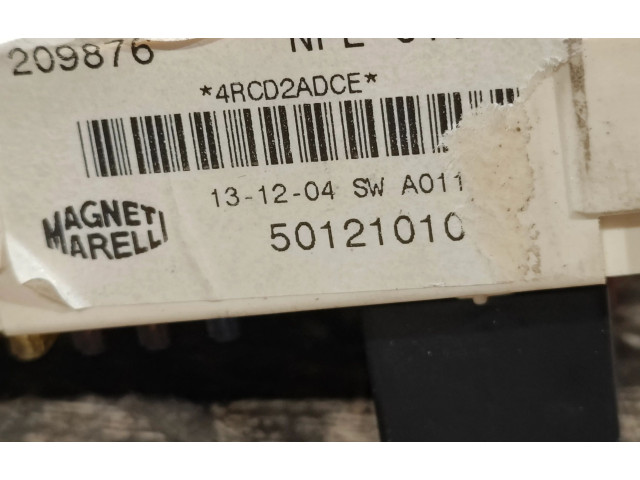 209876
*4RCD2ADCE*
13-12-04 SW A011
MAGNETI
MARELLI
50121010